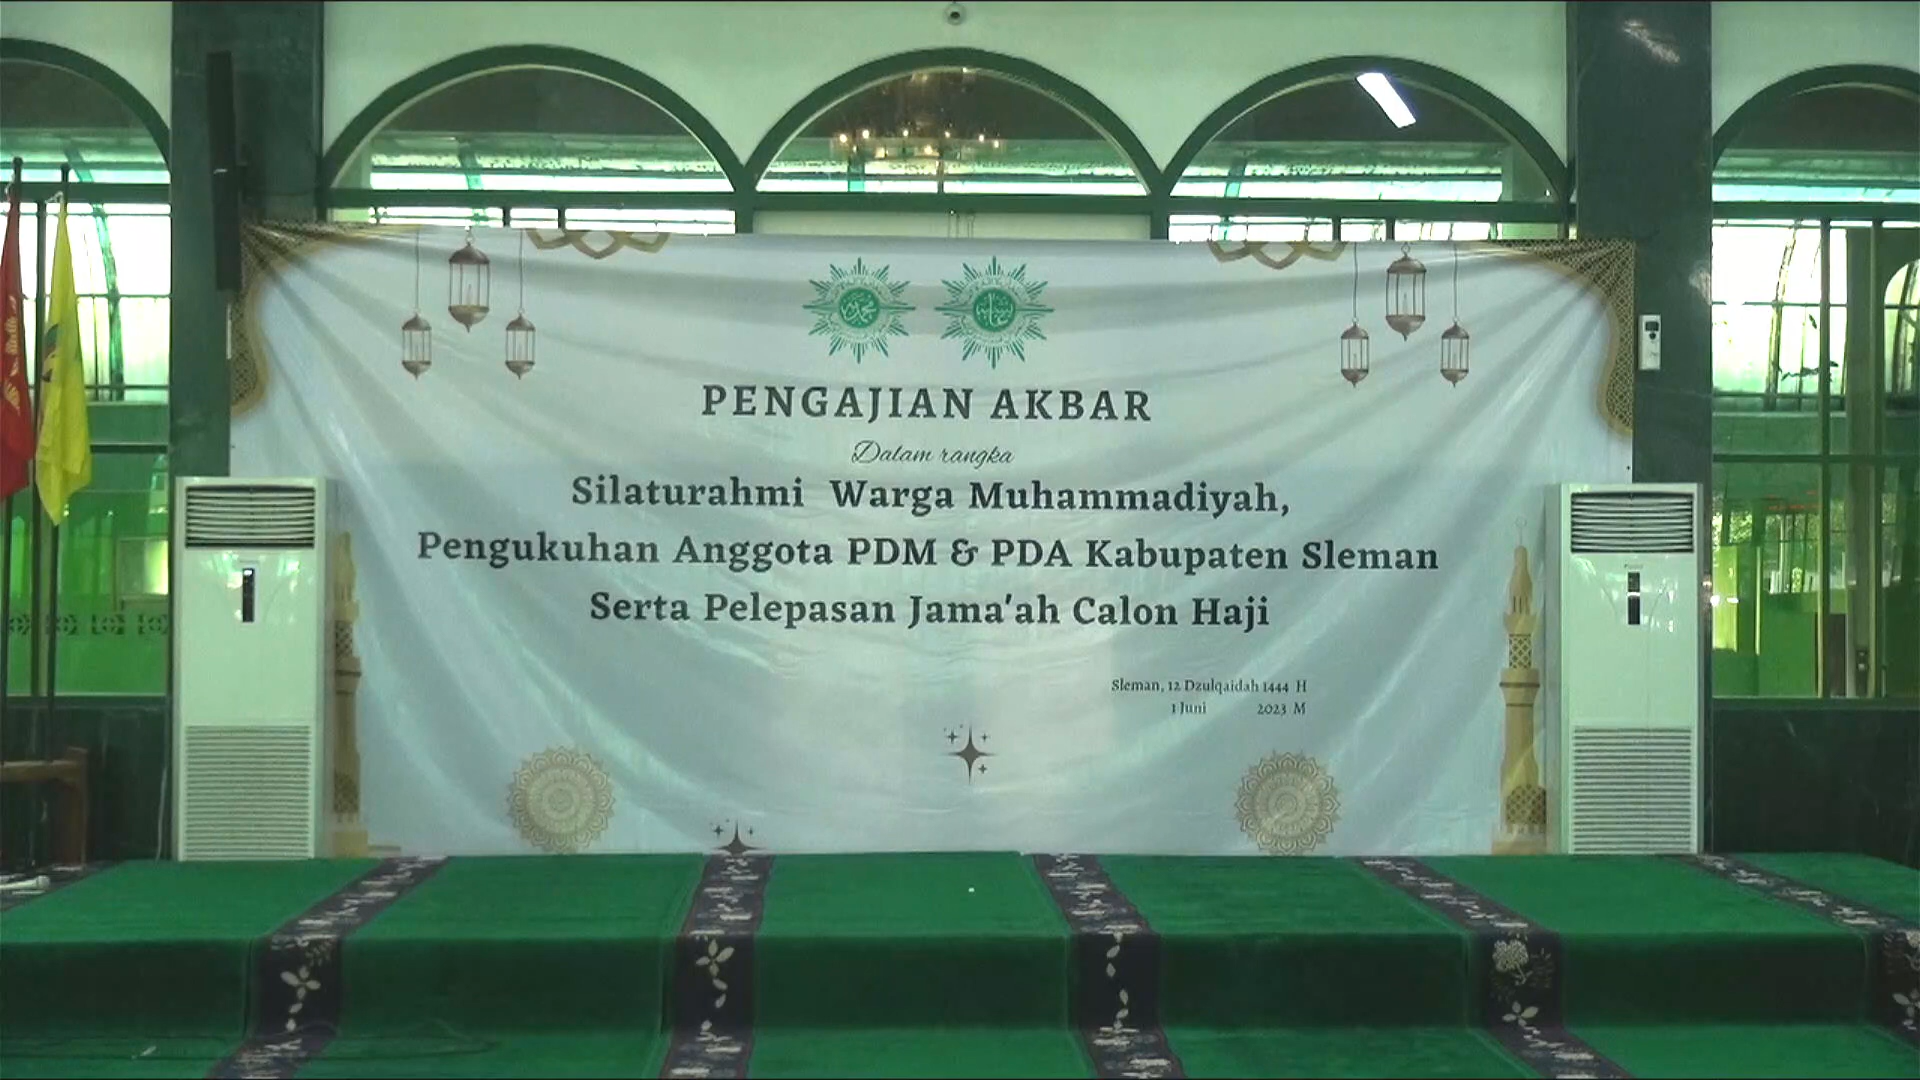 PENGAJIAN AKBAR
Dalam rangka
Silaturahmi Warga Muhammadiyah,
Pengukuhan Anggota PDM & PDA Kabupaten Sleman
Serta Pelepasan Jama'ah Calon Haji
Sleman, 12 Dzulqaidah 1444 H
1 Juni 2023 M